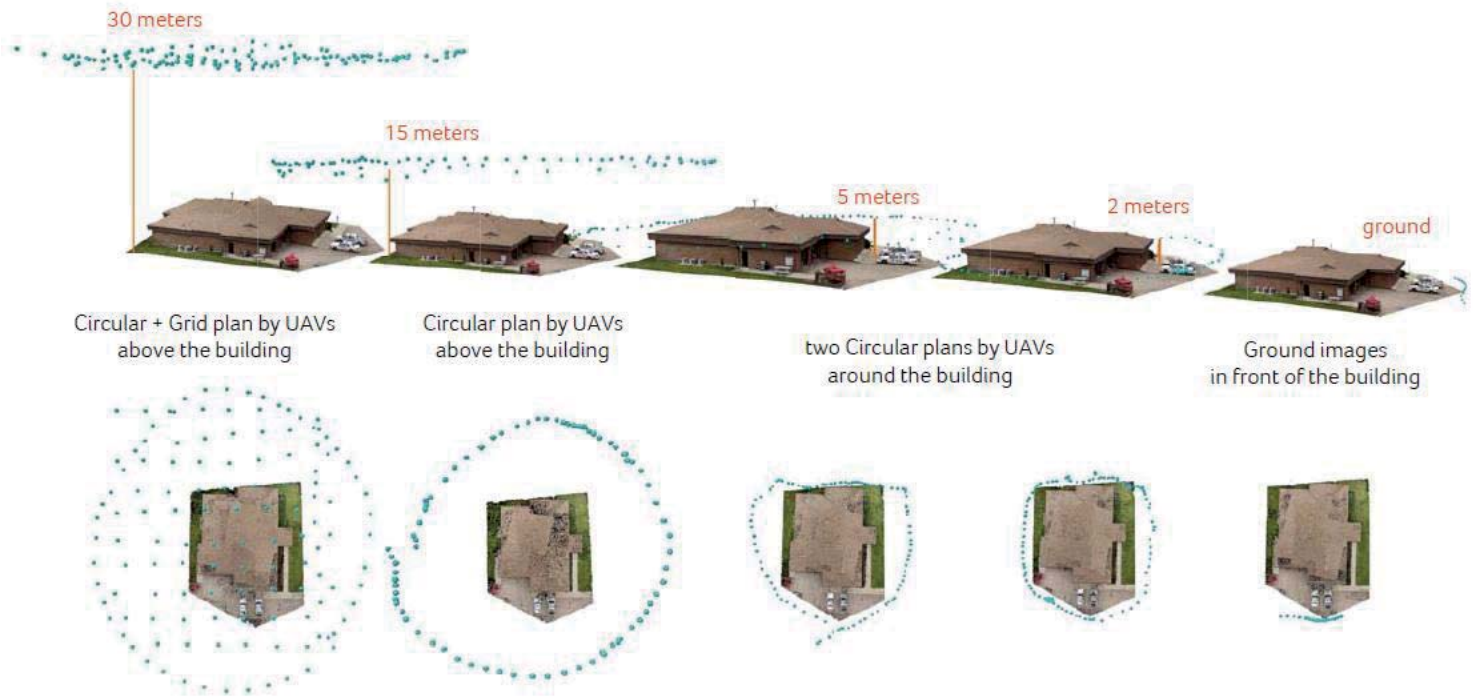 30 meters
15 meters
5 meters
2 meters
ground
Circular + Grid plan by UAVs
above the building
Circular plan by UAVs
above the building
two Circular plans by UAVs
around the building
Ground images
in front of the building